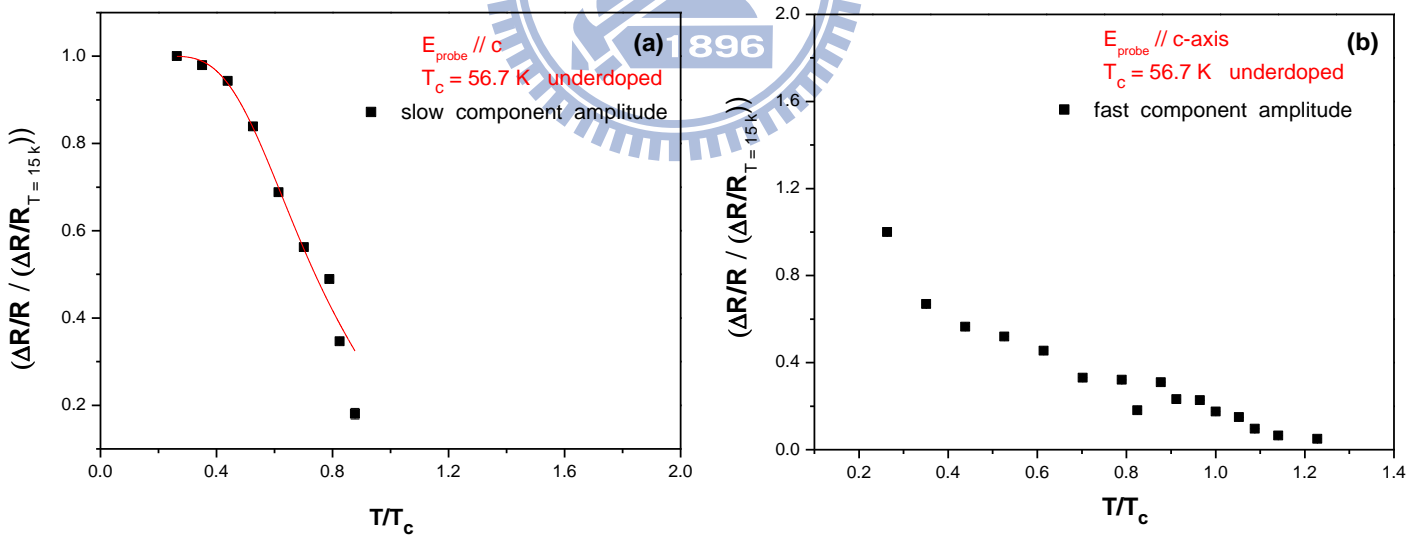 (a)
E_probe // c
T_c = 56.7 K underdoped
slow component amplitude
(ΔR/R / (ΔR/R_{T = 15 k}))
1.0
0.8
0.6
0.4
0.2
0.0 0.4 0.8 1.2 1.6 2.0
T/T_c
1896
(b)
E_probe // c-axis
T_c = 56.7 K underdoped
fast component amplitude
(ΔR/R / (ΔR/R_{T = 15 k}))
2.0
1.6
1.2
0.8
0.4
0.0
0.2 0.4 0.6 0.8 1.0 1.2 1.4
T/T_c